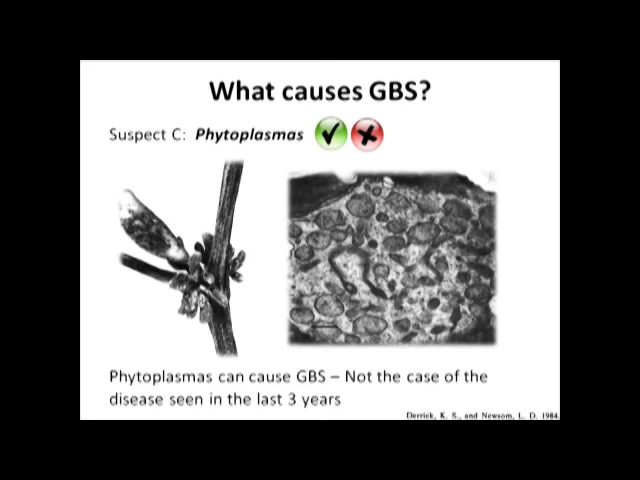 What causes GBS?
Suspect C: Phytoplasmas
Phytoplasmas can cause GBS – Not the case of the
disease seen in the last 3 years
Derrick, K. S., and Newsom, L. D. 1984